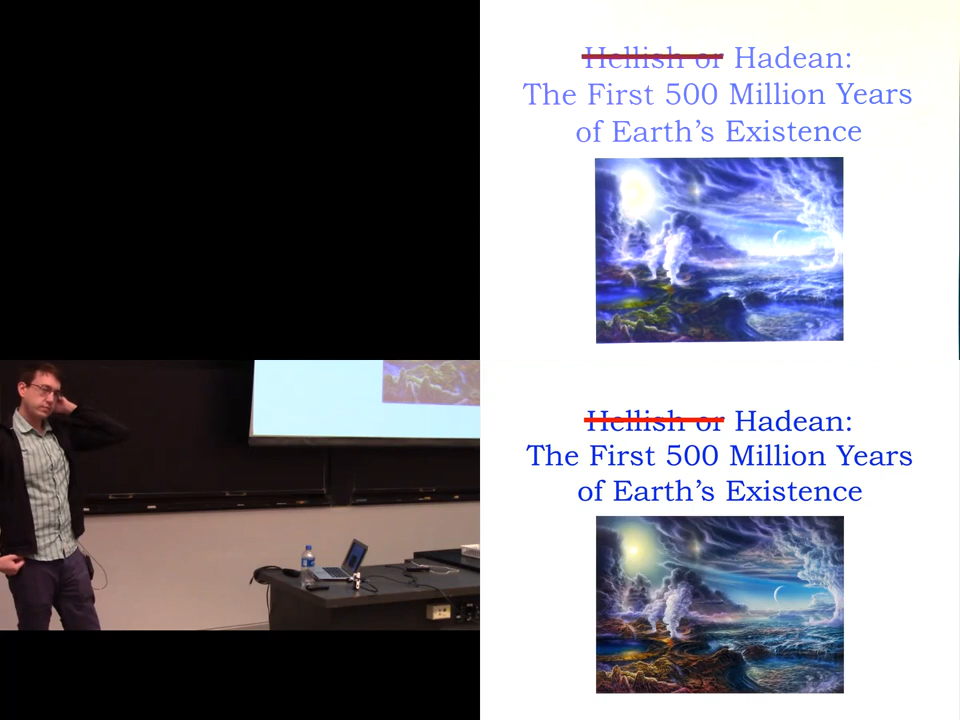 Hellish or Hadean:
The First 500 Million Years
of Earth's Existence
Hellish or Hadean:
The First 500 Million Years
of Earth's Existence